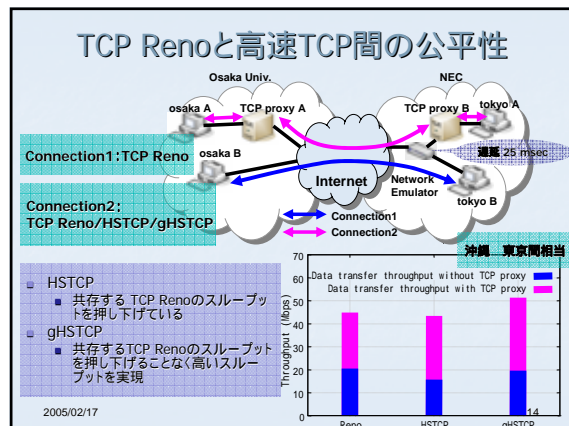 TCP Renoと高速TCP間の公平性
Osaka Univ.
NEC
osaka A
TCP proxy A
TCP proxy B
tokyo A
Connection1:TCP Reno
osaka B
遅延 25 msec
Internet
Network
Emulator
Connection2:
TCP Reno/HSTCP/gHSTCP
tokyo B
Connection1
Connection2
沖縄 東京間相当
HSTCP
共存する TCP Renoのスループッ
トを押し下げている
gHSTCP
共存するTCP Renoのスループット
を押し下げることなく高いスルー
プットを実現
70
60
50
40
30
20
10
0
Throughput (Mbps)
Data transfer throughput without TCP proxy
Data transfer throughput with TCP proxy
Reno
HSTCP
gHSTCP
2005/02/17
14